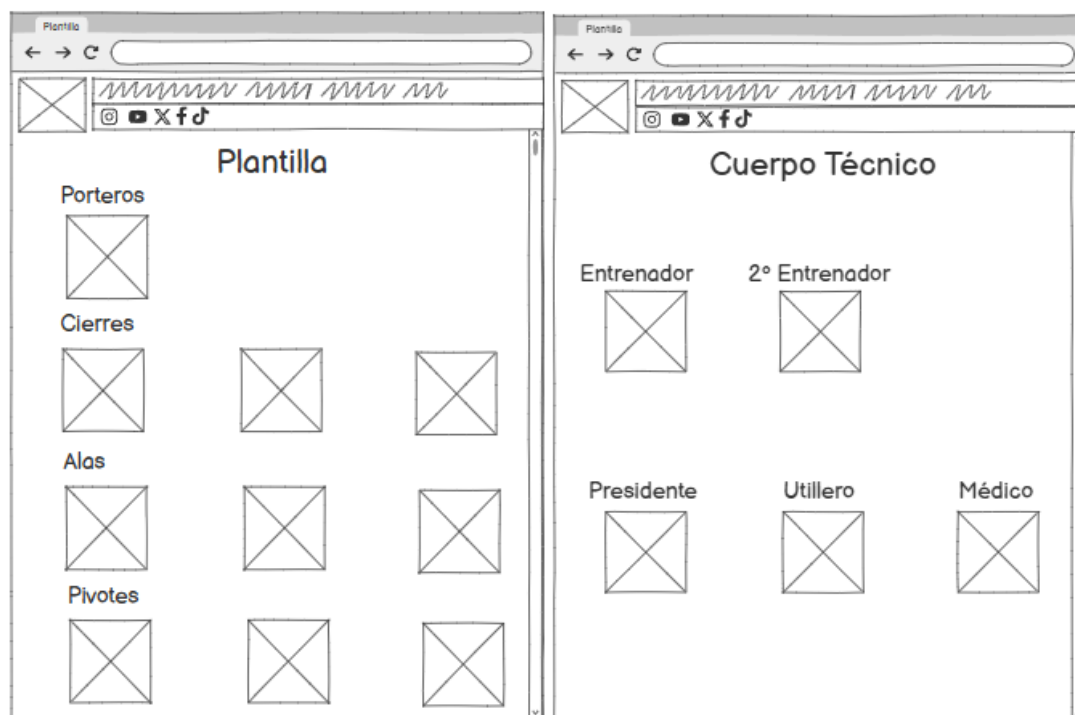 Plantilla
Plantilla
Porteros
Cierres
Alas
Pivotes
Plantilla
Cuerpo Técnico
Entrenador 2º Entrenador
Presidente Utillero Médico